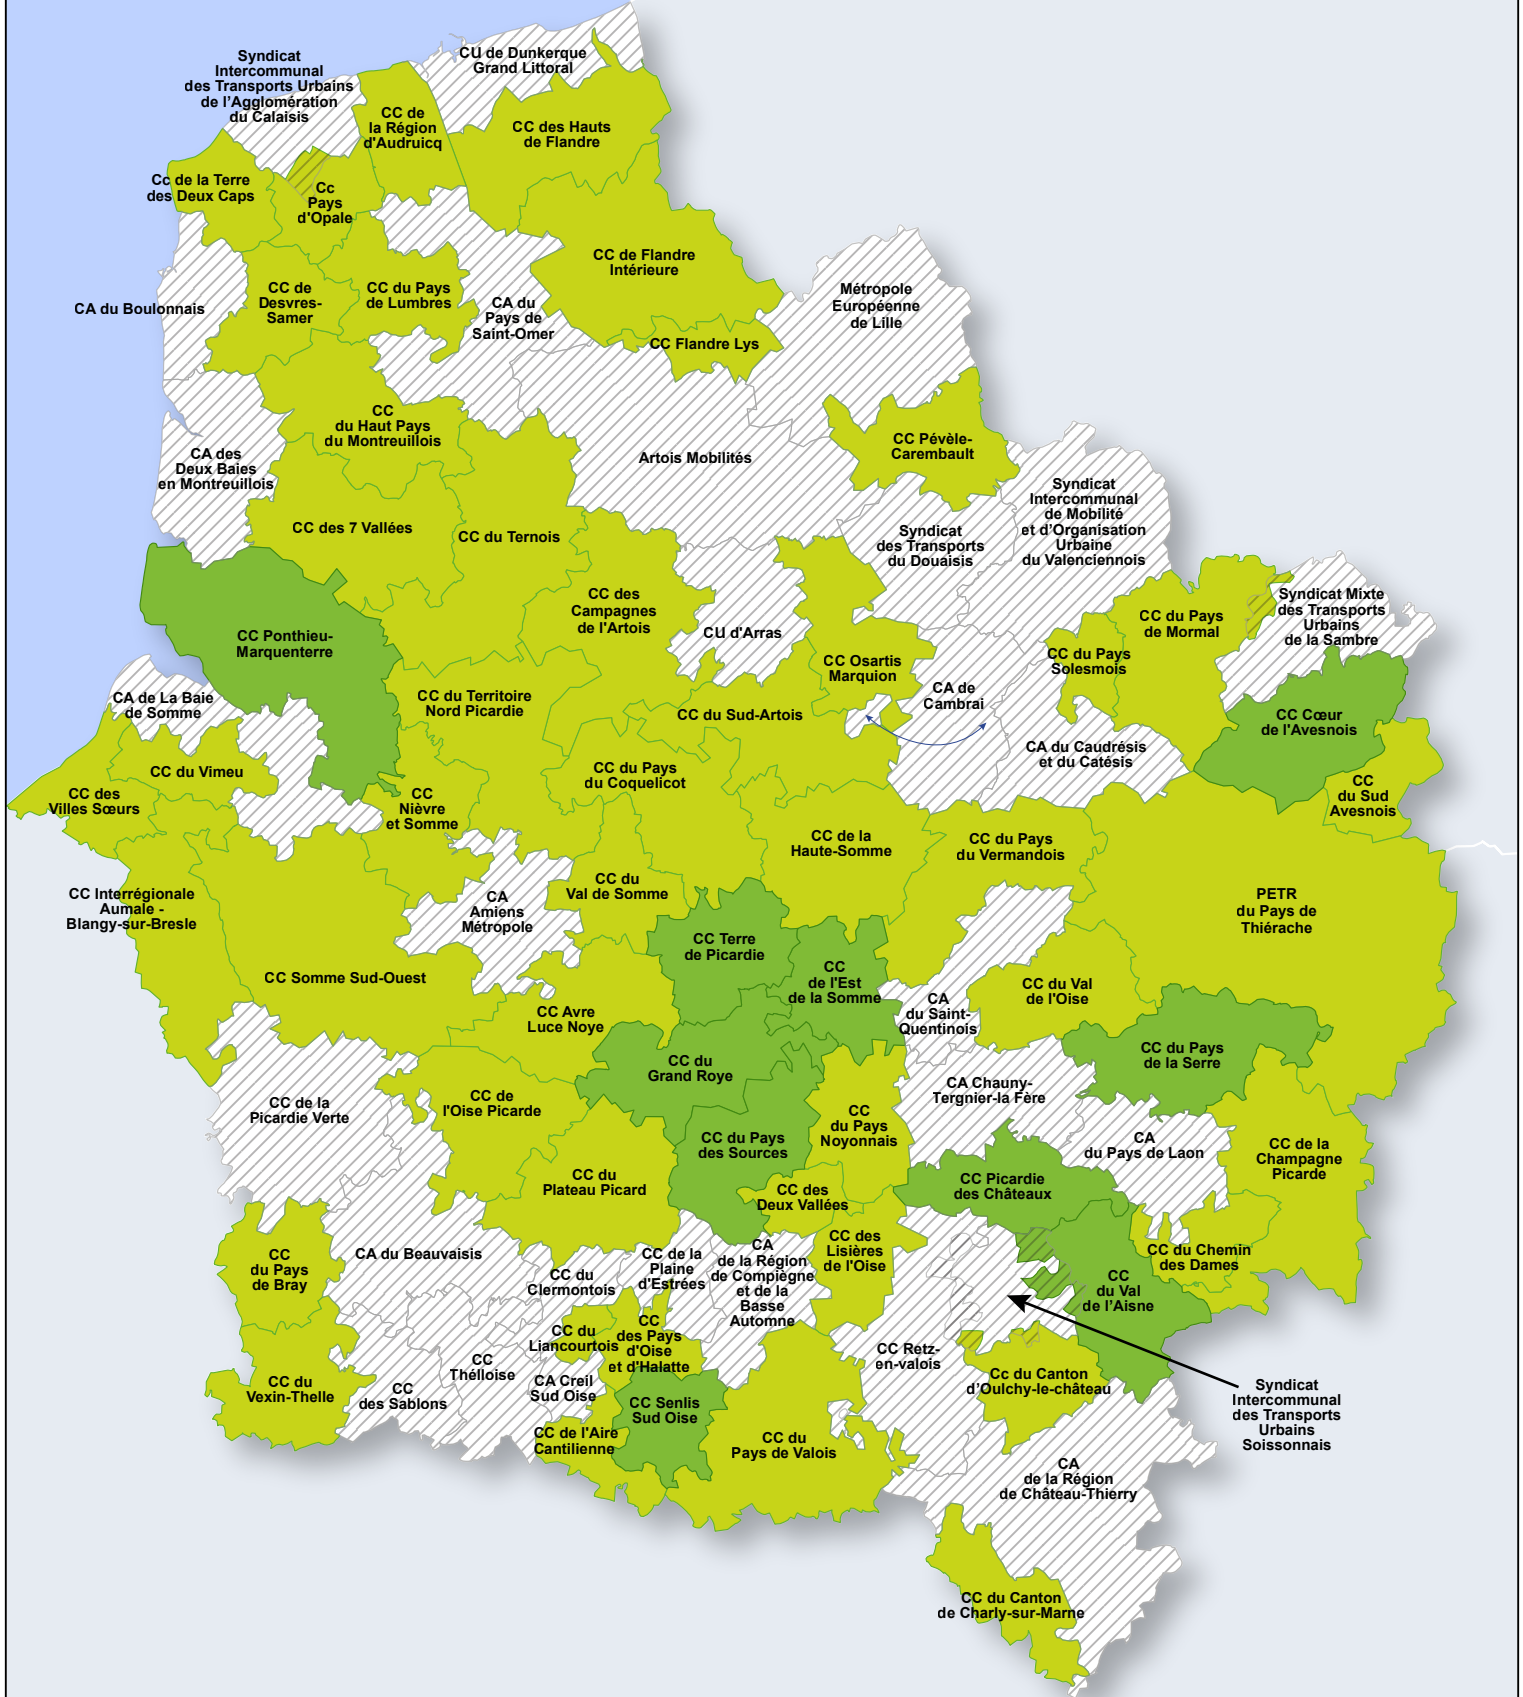 CU de Dunkerque
Grand Littoral
Syndicat
Intercommunal
des Transports Urbains
de l'Agglomération
du Calaisis
CC de
la Région
d'Audruicq
CC des Hauts
de Flandre
Cc de la Terre
des Deux Caps
Cc
Pays
d'Opale
CC de Flandre
Intérieure
CA du Boulonnais
CC de
Desvres-
Samer
CC du Pays
de Lumbres
CA du
Pays de
Saint-Omer
Métropole
Européenne
de Lille
CC Flandre Lys
CC
du Haut Pays
du Montreuillois
CC Pévèle-
Carembault
CA des
Deux Baies
en Montreuillois
Artois Mobilités
Syndicat
Intercommunal
de Mobilité
et d'Organisation
Urbaine
du Valenciennois
CC des 7 Vallées
CC du Ternois
Syndicat
des Transports
du Douaisis
CC des
Campagnes
de l'Artois
CU d'Arras
CC du Pays
de Mormal
Syndicat Mixte
des Transports
Urbains
de la Sambre
CC Ponthieu-
Marquenterre
CC Osartis
Marquion
CC du Pays
Solesmois
CA de La Baie
de Somme
CC du Territoire
Nord Picardie
CC du Sud-Artois
CA de
Cambrai
CC Cœur
de l'Avesnois
CA du Caudrésis
et du Catésis
CC du Vimeu
CC des
Villes Sœurs
CC
Nièvre
et Somme
CC du Pays
du Coquelicot
CC
du Sud
Avesnois
CC de la
Haute-Somme
CC du Pays
du Vermandois
CC Interrégionale
Aumale -
Blangy-sur-Bresle
CA
Amiens
Métropole
CC du
Val de Somme
PETR
du Pays de
Thiérache
CC Terre
de Picardie
CC Somme Sud-Ouest
CC
de l'Est
de la Somme
CC du Val
de l'Oise
CA
du Saint-
Quentinois
CC Avre
Luce Noye
CC du
Grand Roye
CC du Pays
de la Serre
CC de la
Picardie Verte
CC de
l'Oise Picarde
CA Chauny-
Tergnier-la Fère
CC
du Pays
Noyonnais
CC du Pays
des Sources
CA
du Pays de Laon
CC de la
Champagne
Picarde
CC du
Plateau Picard
CC des
Deux Vallées
CC Picardie
des Châteaux
CC
du Pays
de Bray
CA du Beauvaisis
CC du
Clermontois
CC de la
Plaine
d'Estrées
CA
de la Région
de Compiègne
et de la
Basse
Automne
CC des
Lisières
de l'Oise
CC du Chemin
des Dames
CC
du Val
de l'Aisne
CC du
Liancourtois
CC
des Pays
d'Oise
et d'Halatte
CC Retz-
en-valois
CC du
Vexin-Thelle
CC
des Sablons
CC
Thélloise
CA Creil
Sud Oise
CC Senlis
Sud Oise
Cc du Canton
d'Oulchy-le-château
Syndicat
Intercommunal
des Transports
Urbains
Soissonnais
CC de l'Aire
Cantilienne
CC du
Pays de Valois
CA
de la Région
de Château-Thierry
CC du Canton
de Charly-sur-Marne